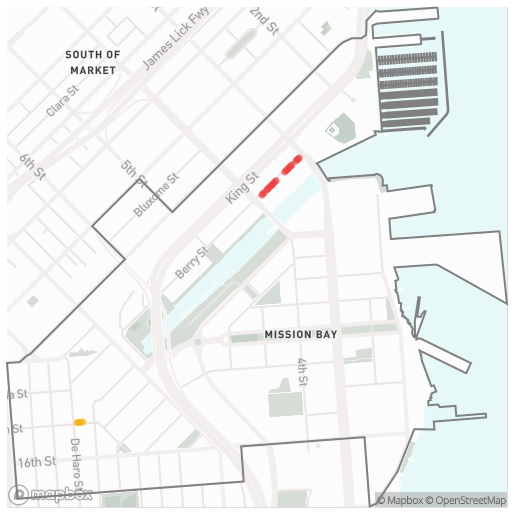 2nd St
James Lick Fwy
SOUTH OF
MARKET
Clara St
6th St
5th St
Bluxome St
King St
Berry St
MISSION BAY
4th St
a St
n St
De Haro St
16th St
mapbox
© Mapbox © OpenStreetMap